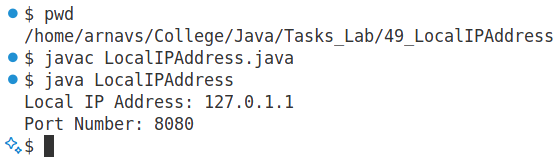 $ pwd
/home/arnavs/College/Java/Tasks_Lab/49_LocalIPAddress
$ javac LocalIPAddress.java
$ java LocalIPAddress
Local IP Address: 127.0.1.1
Port Number: 8080
$